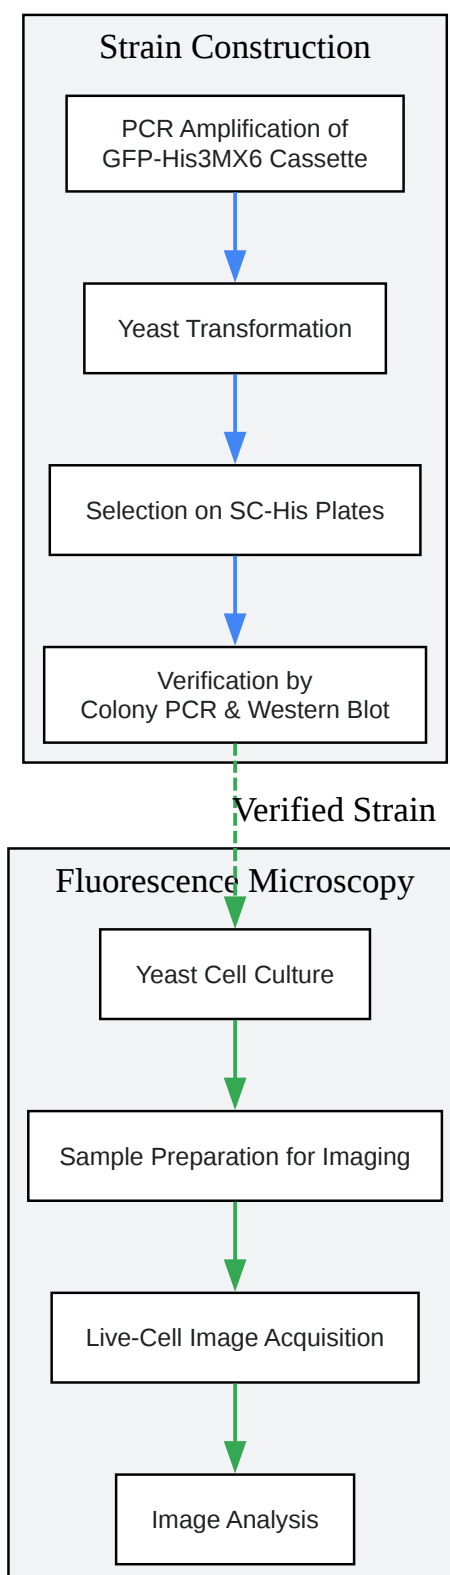 Strain Construction
PCR Amplification of
GFP-His3MX6 Cassette
Yeast Transformation
Selection on SC-His Plates
Verification by
Colony PCR & Western Blot
Verified Strain
Fluorescence Microscopy
Yeast Cell Culture
Sample Preparation for Imaging
Live-Cell Image Acquisition
Image Analysis